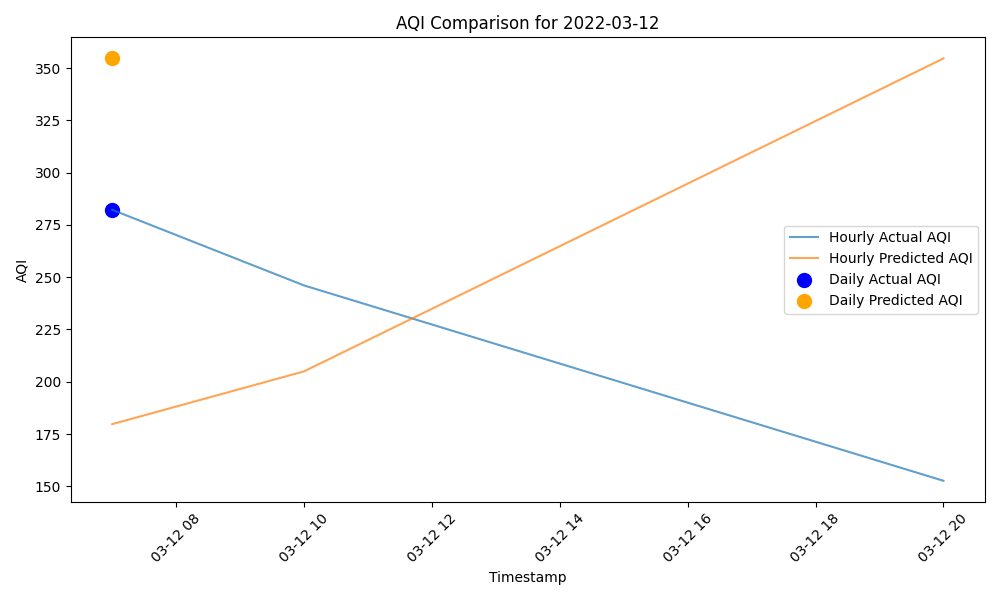 AQI Comparison for 2022-03-12
AQI
350
325
300
275
250
225
200
175
150
Hourly Actual AQI
Hourly Predicted AQI
Daily Actual AQI
Daily Predicted AQI
03-12 08
03-12 10
03-12 12
03-12 14
03-12 16
03-12 18
03-12 20
Timestamp